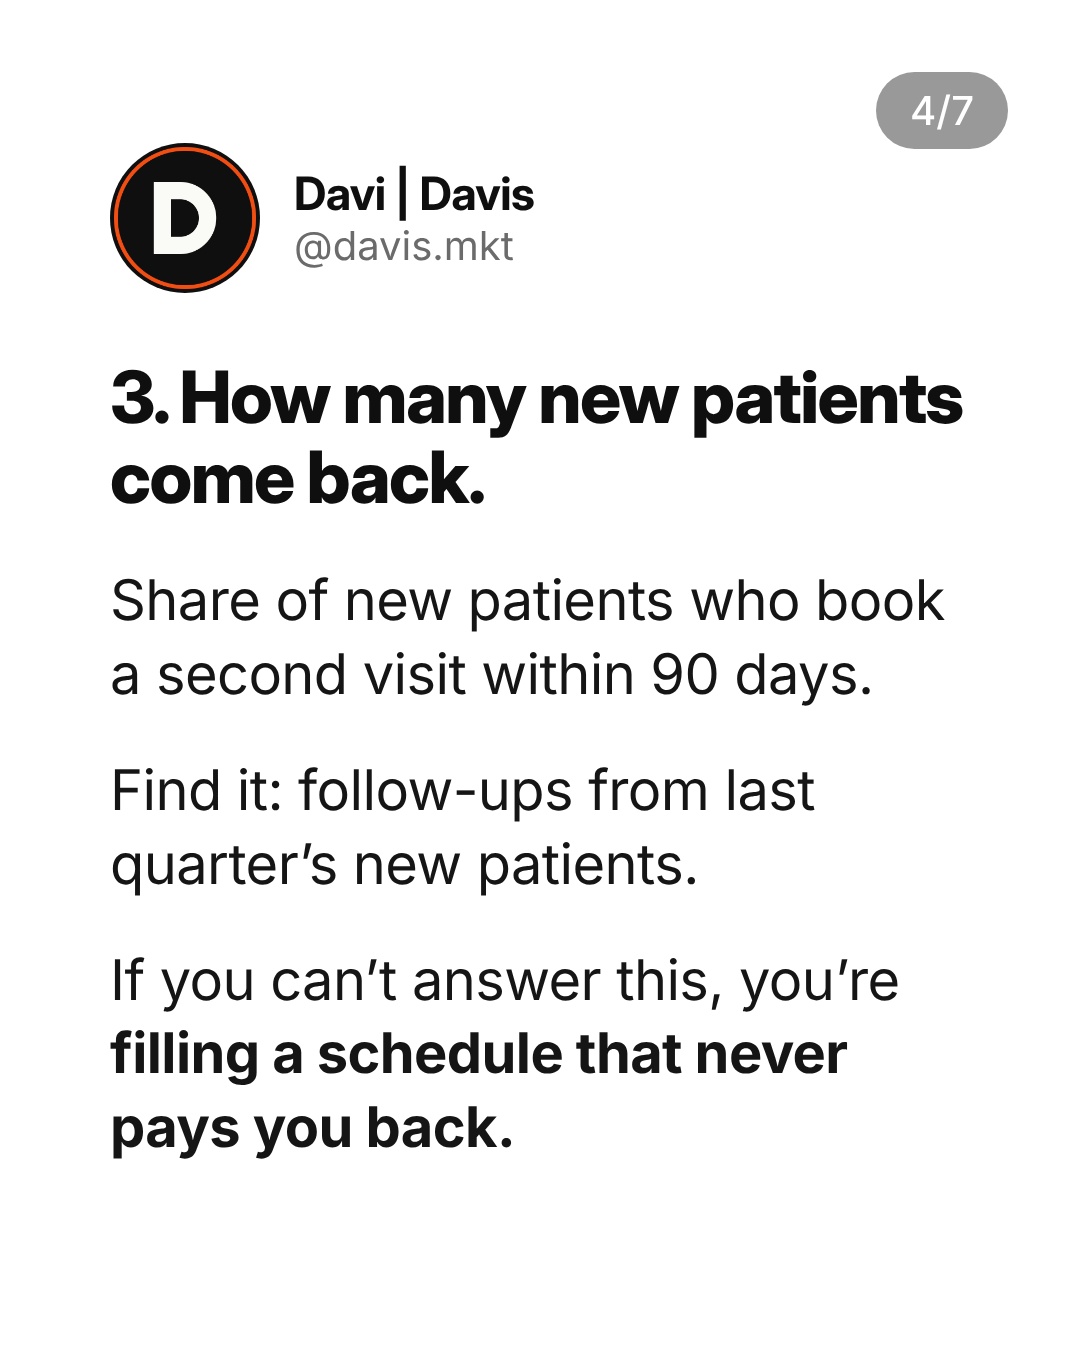 4/7
D
Davi | Davis
@davis.mkt
3. How many new patients
come back.
Share of new patients who book
a second visit within 90 days.
Find it: follow-ups from last
quarter’s new patients.
If you can’t answer this, you’re
filling a schedule that never
pays you back.